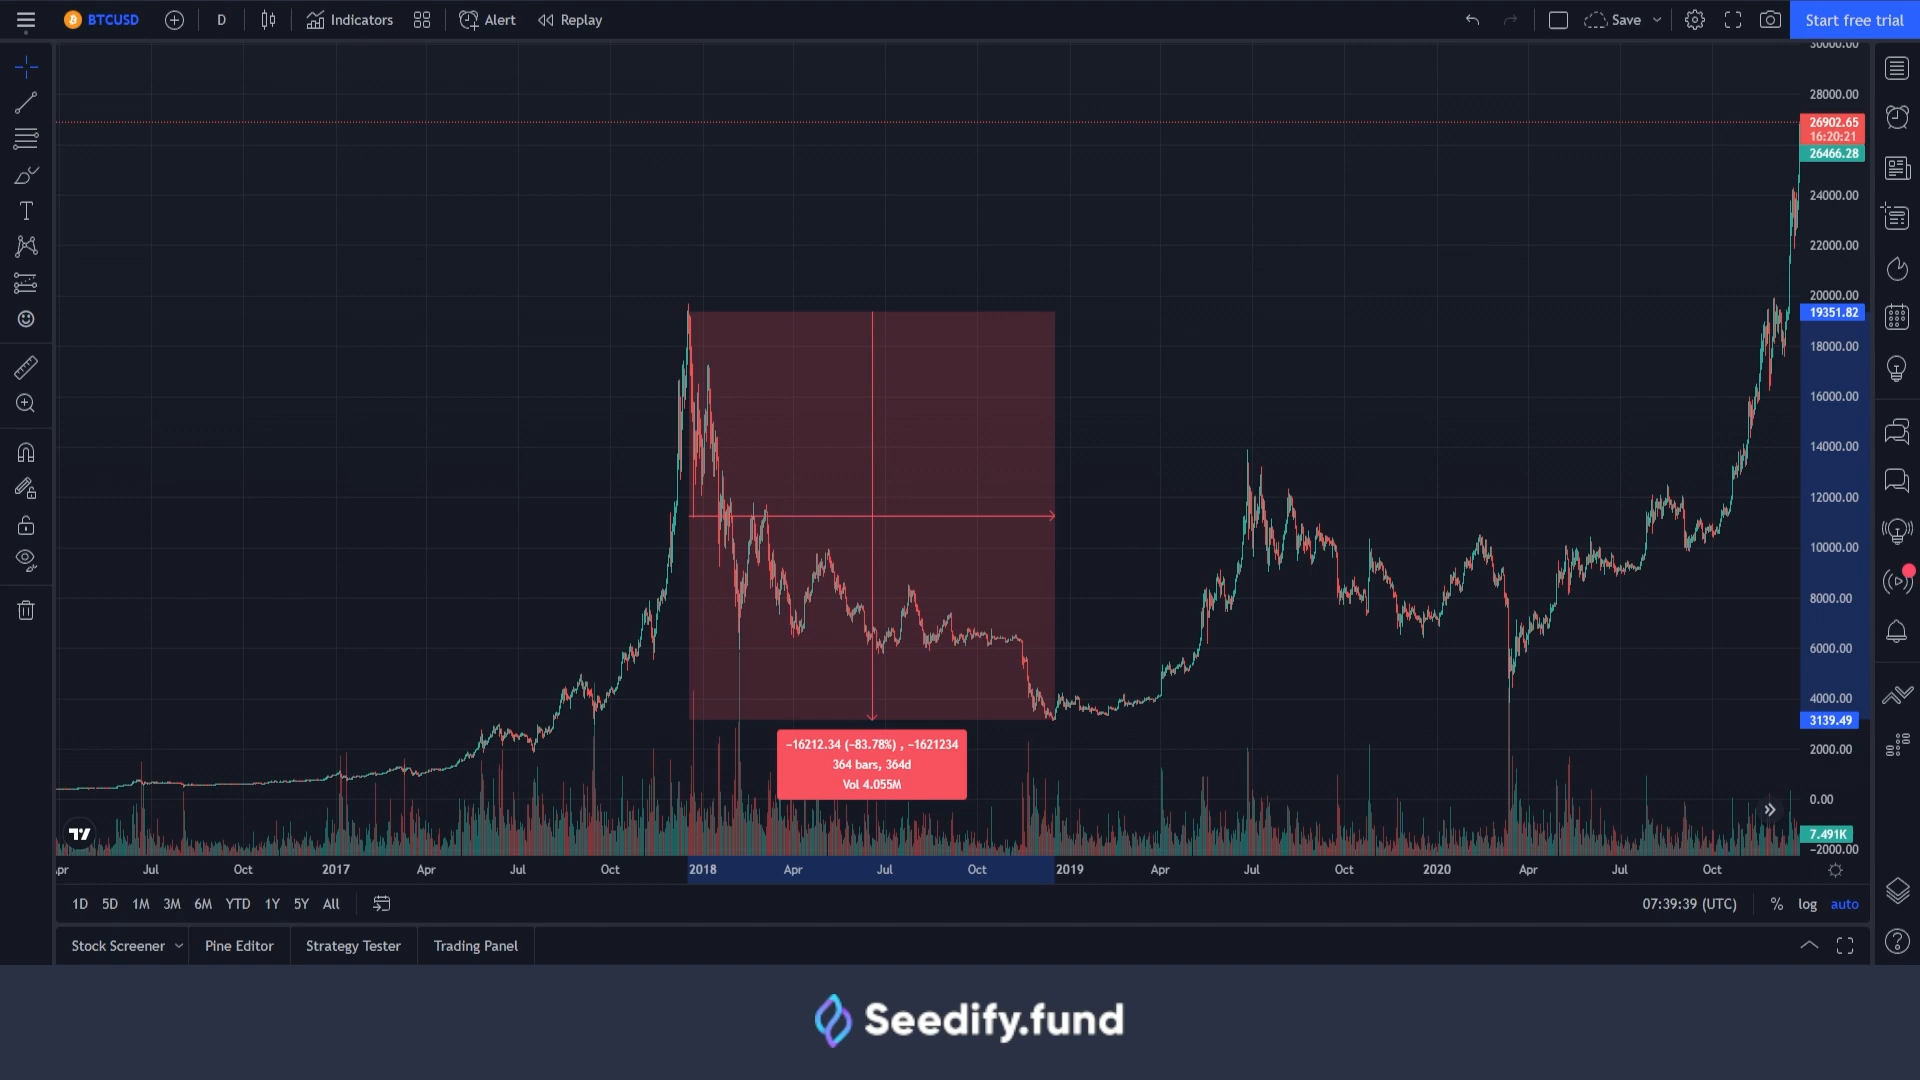 BTCUSD D Indicators Alert Replay Save Start free trial
30000.00
28000.00
26902.65
16:20:21
26466.28
24000.00
22000.00
20000.00
19351.82
18000.00
16000.00
14000.00
12000.00
10000.00
8000.00
6000.00
4000.00
3139.49
2000.00
0.00
7.491K
−2000.00
−16212.34 (−83.78%) , −1621234
364 bars, 364d
Vol 4.055M
Jul Oct 2017 Apr Jul Oct 2018 Apr Jul Oct 2019 Apr Jul Oct 2020 Apr Jul Oct
1D 5D 1M 3M 6M YTD 1Y 5Y All 07:39:39 (UTC) % log auto
Stock Screener Pine Editor Strategy Tester Trading Panel
Seedify.fund